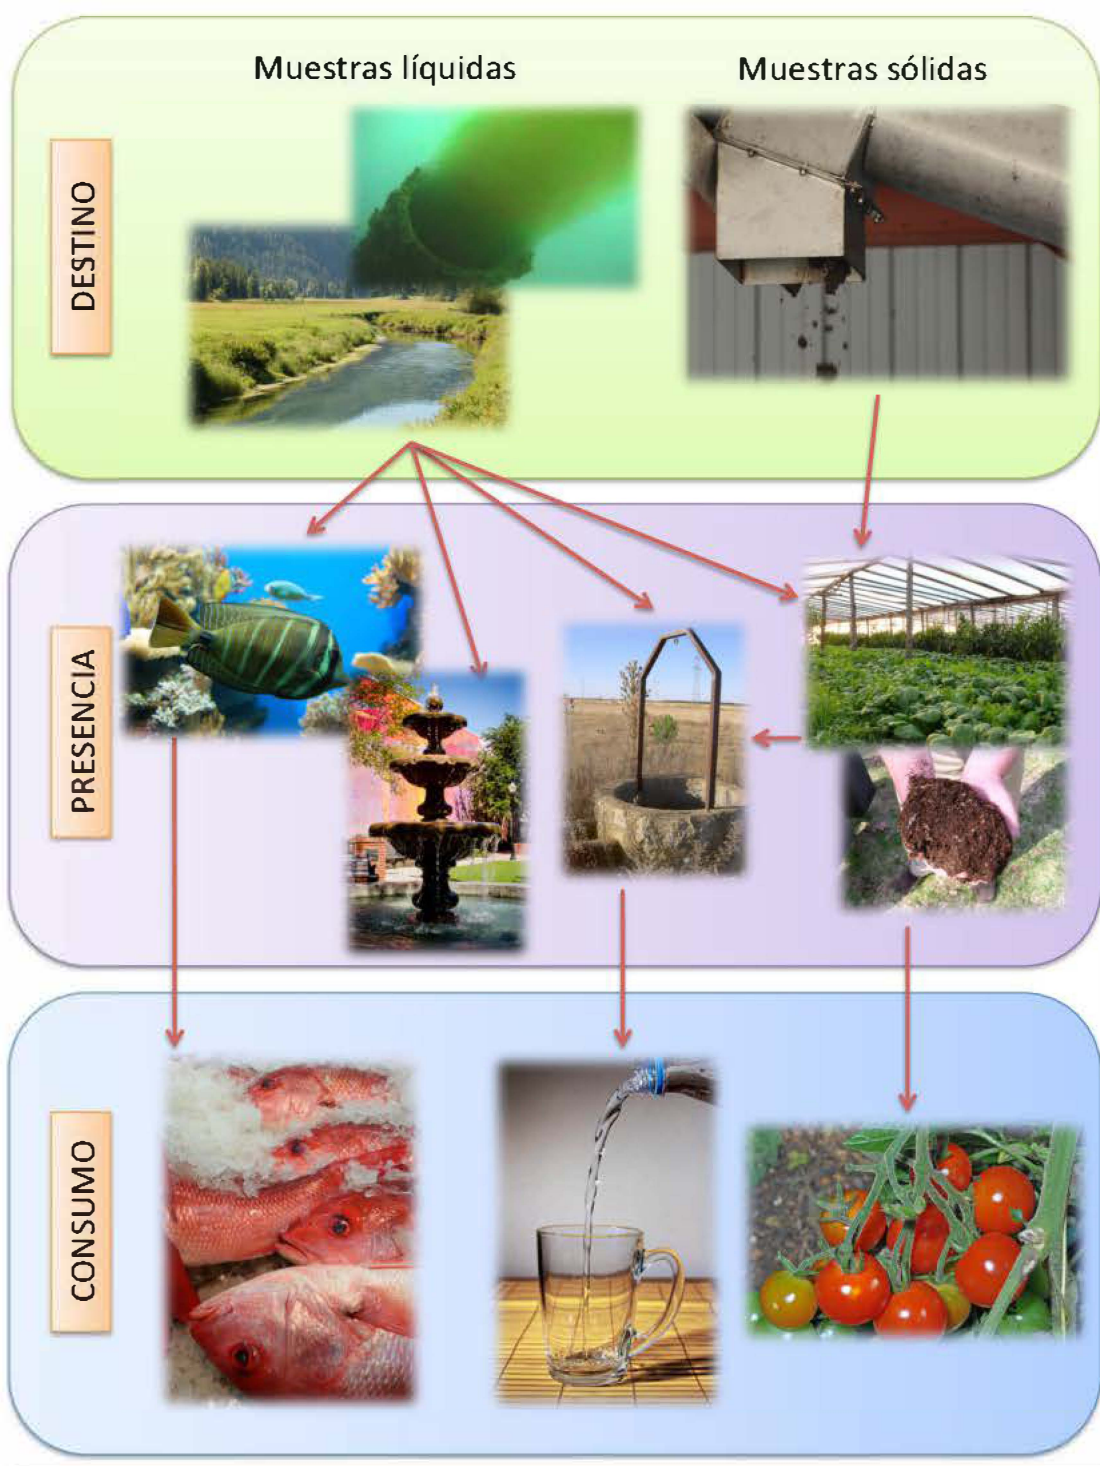 Muestras líquidas
Muestras sólidas
DESTINO
PRESENCIA
CONSUMO